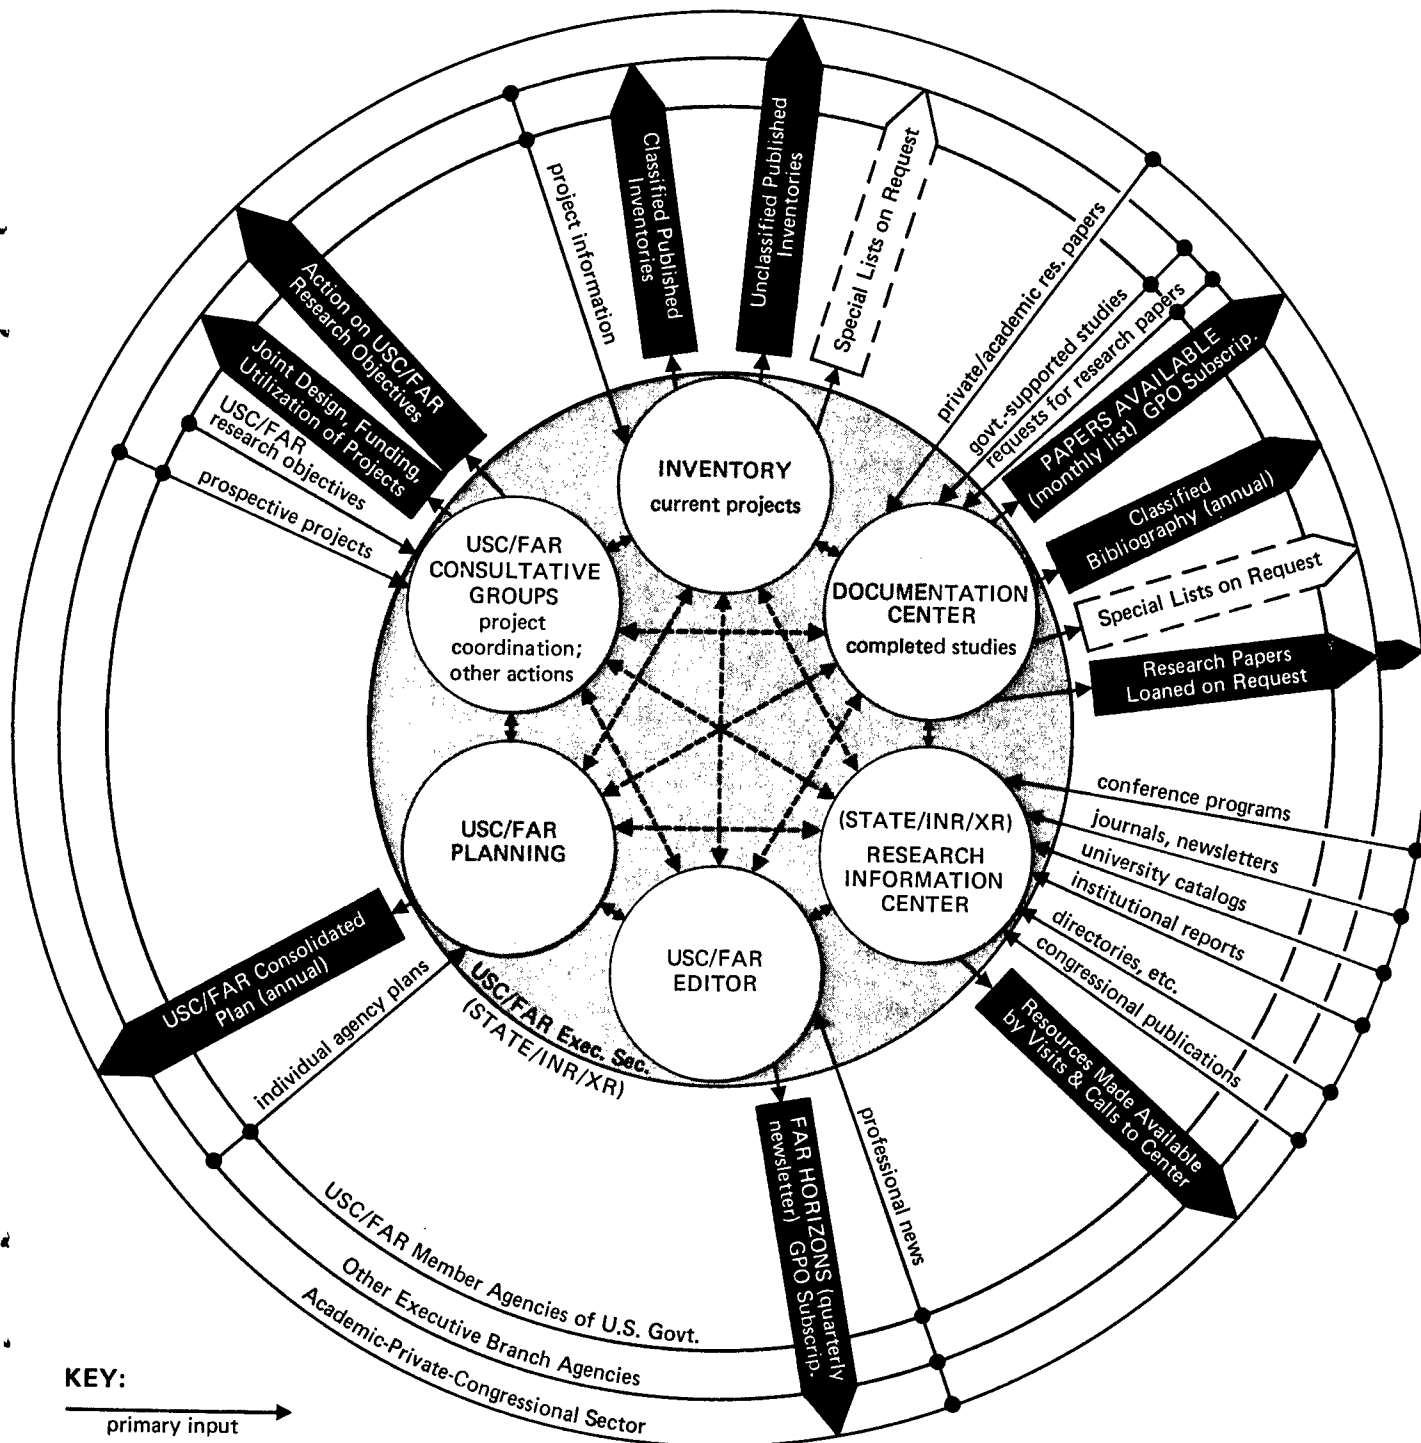 project information
Classified Published
Inventories
Unclassified Published
Inventories
Special Lists on Request
private/academic res. papers
govt.-supported studies
requests for research papers
PAPERS AVAILABLE
(monthly list) GPO Subscrip.
Classified
Bibliography (annual)
Special Lists on Request
Research Papers
Loaned on Request
Action on USC/FAR
Research Objectives
Joint Design, Funding,
Utilization of Projects
USC/FAR
research objectives
prospective projects
INVENTORY
current projects
USC/FAR
CONSULTATIVE
GROUPS
project
coordination;
other actions
DOCUMENTATION
CENTER
completed studies
USC/FAR
PLANNING
(STATE/INR/XR)
RESEARCH
INFORMATION
CENTER
USC/FAR
EDITOR
USC/FAR Exec. Sec.
(STATE/INR/XR)
conference programs
journals, newsletters
university catalogs
institutional reports
directories, etc.
congressional publications
Resources Made Available
by Visits & Calls to Center
USC/FAR Consolidated
Plan (annual)
individual agency plans
professional news
FAR HORIZONS (quarterly
newsletter) GPO Subscrip.
USC/FAR Member Agencies of U.S. Govt.
Other Executive Branch Agencies
Academic-Private-Congressional Sector
KEY:
primary input